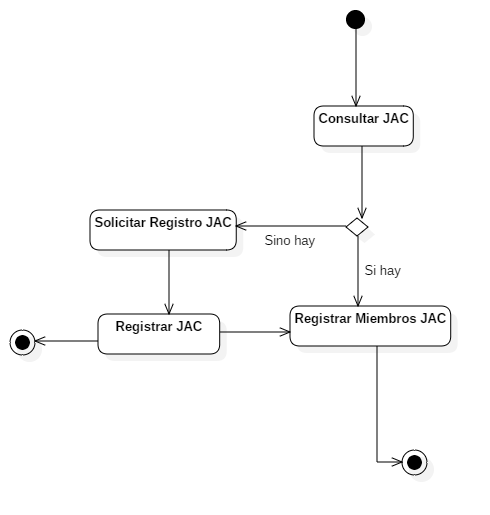 Consultar JAC
Solicitar Registro JAC
Sino hay
Si hay
Registrar JAC
Registrar Miembros JAC